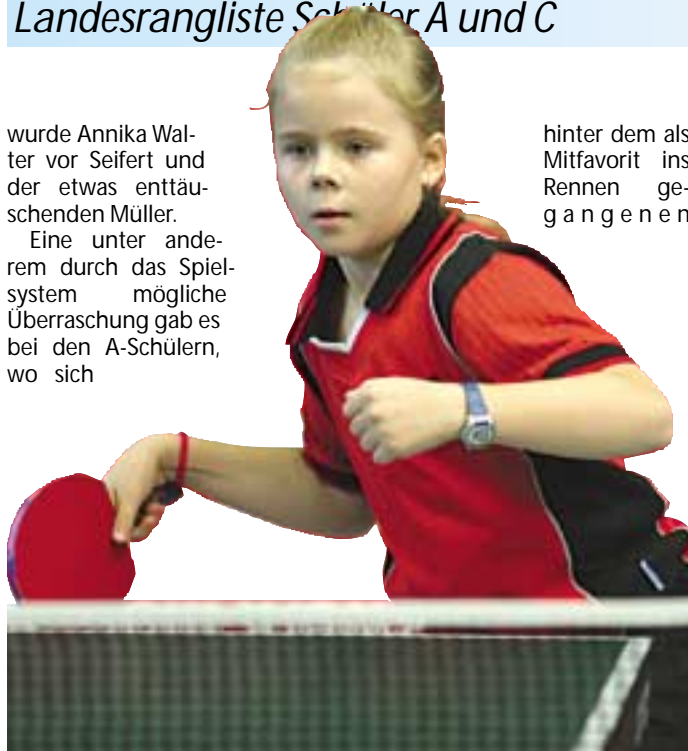 Landesrangliste Schüler A und C
wurde Annika Wal-
ter vor Seifert und
der etwas enttäu-
schenden Müller.
Eine unter ande-
rem durch das Spiel-
system mögliche
Überraschung gab es
bei den A-Schülern,
wo sich
hinter dem als
Mitfavorit ins
Rennen ge-
gangenen